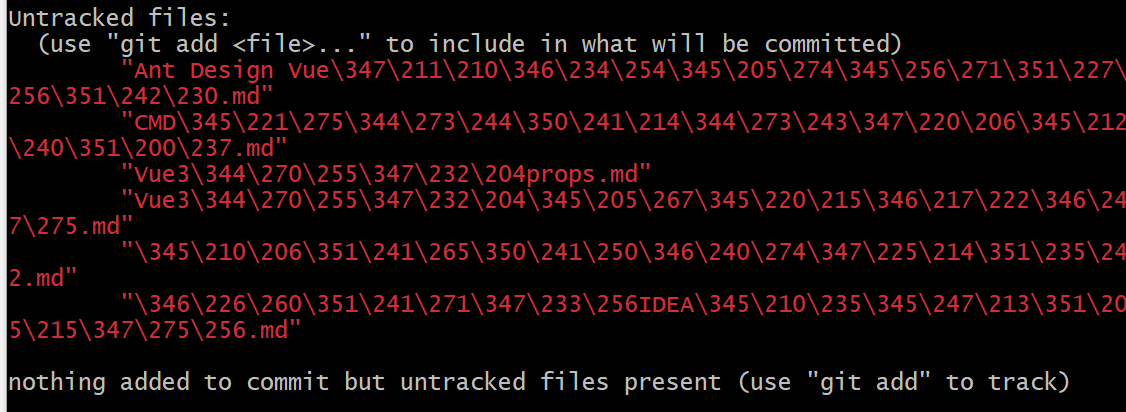 Untracked files:
(use "git add <file>..." to include in what will be committed)
"Ant Design Vue\347\211\210\346\234\254\345\205\274\345\256\271\351\227\
256\351\242\230.md"
"CMD\345\221\275\344\273\244\350\241\214\344\273\243\347\220\206\345\212
\240\351\200\237.md"
"Vue3\344\270\255\347\232\204props.md"
"Vue3\344\270\255\347\232\204\345\205\267\345\220\215\346\217\222\346\24
7\275.md"
"\345\210\206\351\241\265\350\241\250\346\240\274\347\225\214\351\235\24
2.md"
"\346\226\260\351\241\271\347\233\256IDEA\345\210\235\345\247\213\351\20
5\215\347\275\256.md"
nothing added to commit but untracked files present (use "git add" to track)